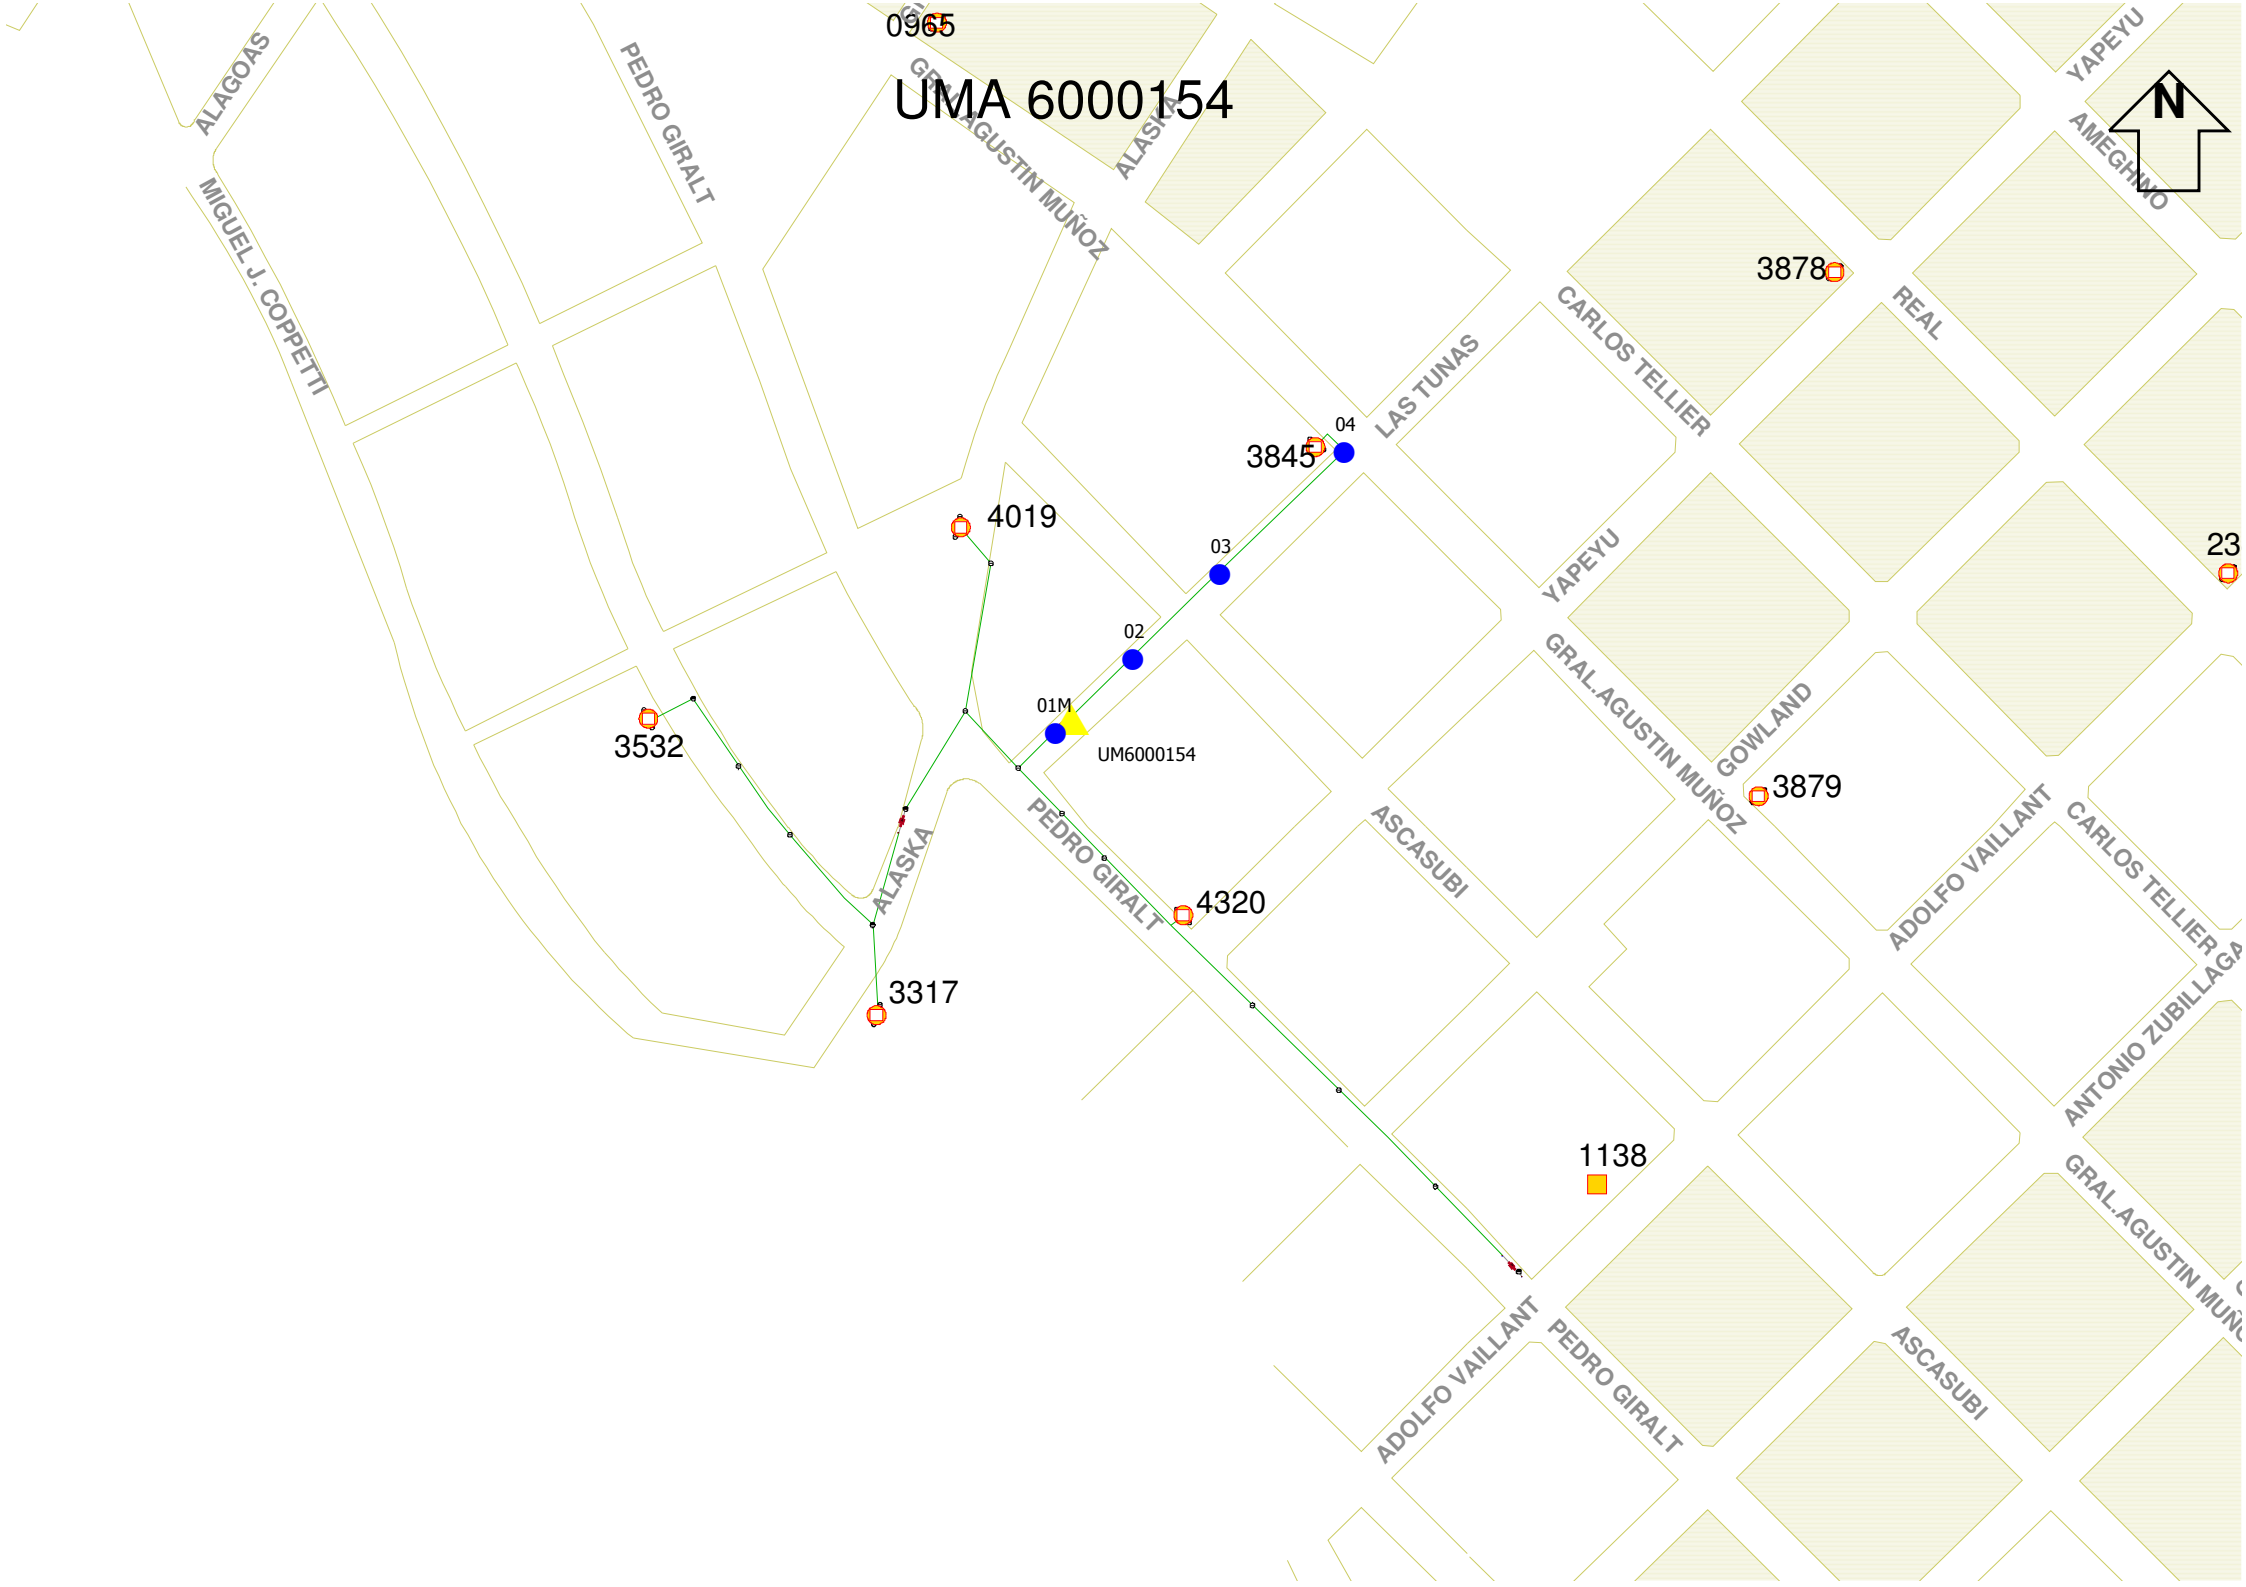 0965
UMA 6000154
N
ALAGOAS
PEDRO GIRALT
GRAL.AGUSTIN MUÑOZ
ALASKA
YAPEYU
AMEGHINO
MIGUEL J. COPPETTI
3878
CARLOS TELLIER
REAL
LAS TUNAS
04
3845
4019
03
23
YAPEYU
02
GRAL.AGUSTIN MUÑOZ
01M
UM6000154
3532
GOWLAND
3879
PEDRO GIRALT
ASCASUBI
ADOLFO VAILLANT
CARLOS TELLIER
ALASKA
4320
3317
ANTONIO ZUBILLAGA
1138
GRAL.AGUSTIN MUÑO
ADOLFO VAILLANT
PEDRO GIRALT
ASCASUBI